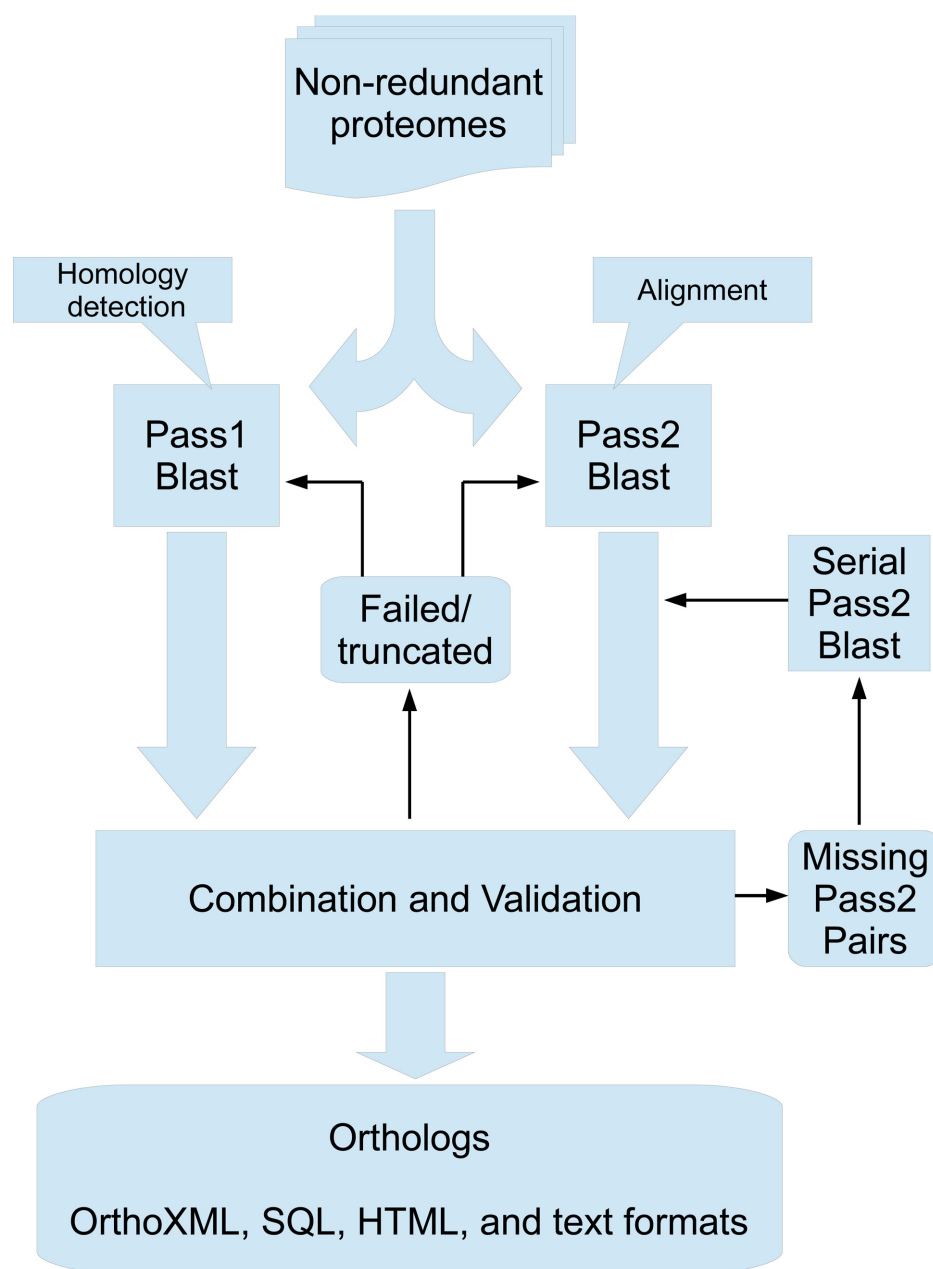 Non-redundant
proteomes
Homology
detection
Alignment
Pass1
Blast
Pass2
Blast
Failed/
truncated
Serial
Pass2
Blast
Combination and Validation
Missing
Pass2
Pairs
Orthologs
OrthoXML, SQL, HTML, and text formats